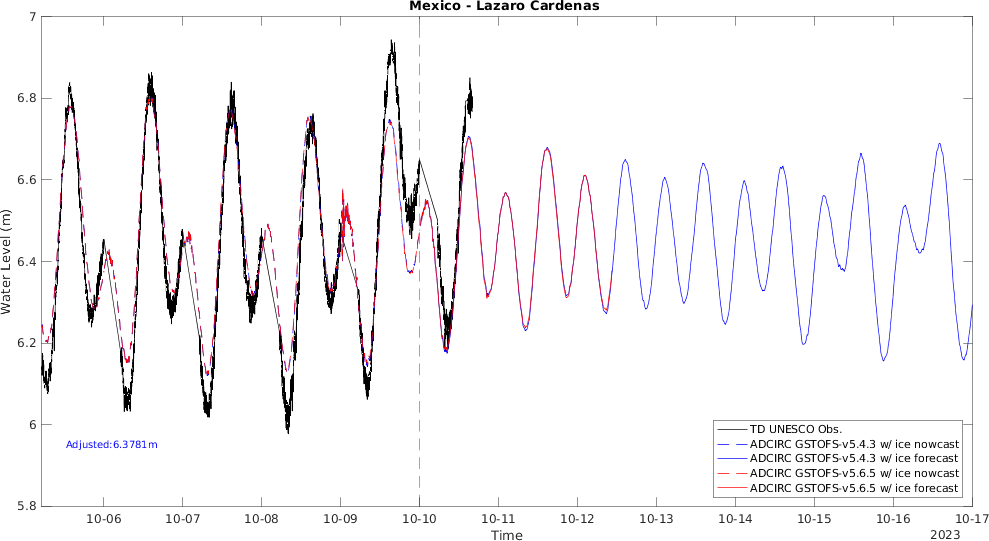 Mexico - Lazaro Cardenas
Water Level (m)
7
6.8
6.6
6.4
6.2
6
5.8
Adjusted:6.3781m
TD UNESCO Obs.
ADCIRC GSTOFS-v5.4.3 w/ ice nowcast
ADCIRC GSTOFS-v5.4.3 w/ ice forecast
ADCIRC GSTOFS-v5.6.5 w/ ice nowcast
ADCIRC GSTOFS-v5.6.5 w/ ice forecast
10-06 10-07 10-08 10-09 10-10 10-11 10-12 10-13 10-14 10-15 10-16 10-17
Time
2023